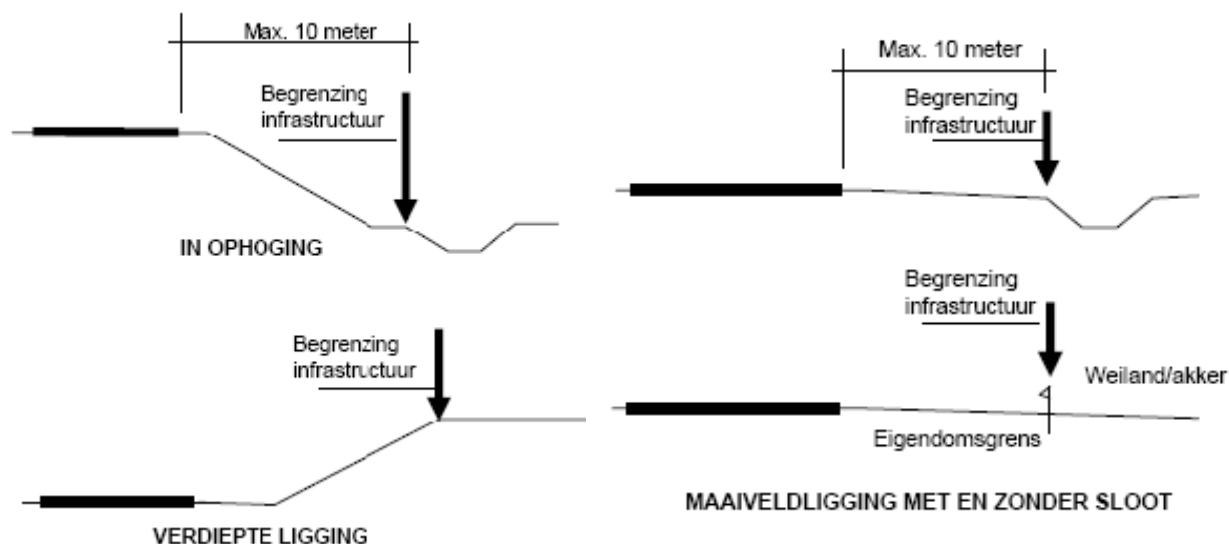 Max. 10 meter
Begrenzing
infrastructuur
IN OPHOGING
Begrenzing
infrastructuur
VERDIEPTE LIGGING
Max. 10 meter
Begrenzing
infrastructuur
Begrenzing
infrastructuur
Weiland/akker
Eigendomsgrens
MAAIVELDLIGGING MET EN ZONDER SLOOT